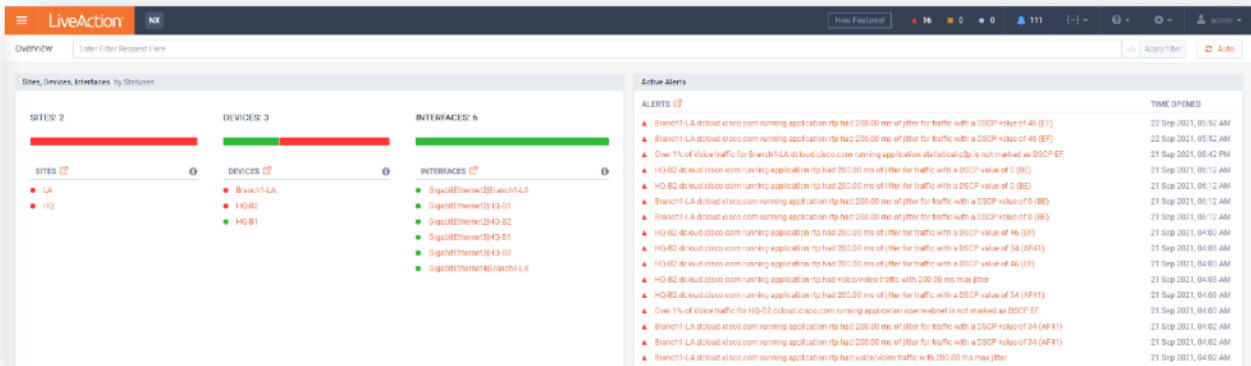 LiveAction NX New Features! 16 0 0 111 admin
Overview Enter Filter Request Here Apply filter Auto
Sites, Devices, Interfaces by Statuses
SITES: 2
DEVICES: 3
INTERFACES: 6
SITES
LA
HQ
DEVICES
Branch1-LA
HQ-B2
HQ-B1
INTERFACES
GigabitEthernet2|Branch1-LA
GigabitEthernet2|HQ-B1
GigabitEthernet2|HQ-B2
GigabitEthernet3|HQ-B1
GigabitEthernet3|HQ-B2
GigabitEthernet4|Branch1-LA
Active Alerts
ALERTS TIME OPENED
Branch1-LA.dcloud.cisco.com running application rtp had 200.00 ms of jitter for traffic with a DSCP value of 46 (EF) 22 Sep 2021, 05:52 AM
Branch1-LA.dcloud.cisco.com running application rtp had 200.00 ms of jitter for traffic with a DSCP value of 46 (EF) 22 Sep 2021, 05:52 AM
Over 1% of Voice traffic for Branch1-LA.dcloud.cisco.com running application statistical-p2p is not marked as DSCP EF. 21 Sep 2021, 08:42 PM
HQ-B2.dcloud.cisco.com running application rtp had 200.00 ms of jitter for traffic with a DSCP value of 0 (BE) 21 Sep 2021, 06:12 AM
HQ-B2.dcloud.cisco.com running application rtp had 200.00 ms of jitter for traffic with a DSCP value of 0 (BE) 21 Sep 2021, 06:12 AM
Branch1-LA.dcloud.cisco.com running application rtp had 200.00 ms of jitter for traffic with a DSCP value of 0 (BE) 21 Sep 2021, 06:12 AM
Branch1-LA.dcloud.cisco.com running application rtp had 200.00 ms of jitter for traffic with a DSCP value of 0 (BE) 21 Sep 2021, 06:12 AM
HQ-B2.dcloud.cisco.com running application rtp had 200.00 ms of jitter for traffic with a DSCP value of 46 (EF) 21 Sep 2021, 04:03 AM
HQ-B2.dcloud.cisco.com running application rtp had 200.00 ms of jitter for traffic with a DSCP value of 34 (AF41) 21 Sep 2021, 04:03 AM
HQ-B2.dcloud.cisco.com running application rtp had 200.00 ms of jitter for traffic with a DSCP value of 46 (EF) 21 Sep 2021, 04:03 AM
HQ-B2.dcloud.cisco.com running application rtp had voice/video traffic with 200.00 ms max jitter 21 Sep 2021, 04:03 AM
HQ-B2.dcloud.cisco.com running application rtp had 200.00 ms of jitter for traffic with a DSCP value of 34 (AF41) 21 Sep 2021, 04:03 AM
Over 1% of Voice traffic for HQ-B2.dcloud.cisco.com running application openwebnet is not marked as DSCP EF. 21 Sep 2021, 04:03 AM
Branch1-LA.dcloud.cisco.com running application rtp had 200.00 ms of jitter for traffic with a DSCP value of 34 (AF41) 21 Sep 2021, 04:02 AM
Branch1-LA.dcloud.cisco.com running application rtp had 200.00 ms of jitter for traffic with a DSCP value of 34 (AF41) 21 Sep 2021, 04:02 AM
Branch1-LA.dcloud.cisco.com running application rtp had voice/video traffic with 200.00 ms max jitter 21 Sep 2021, 04:02 AM